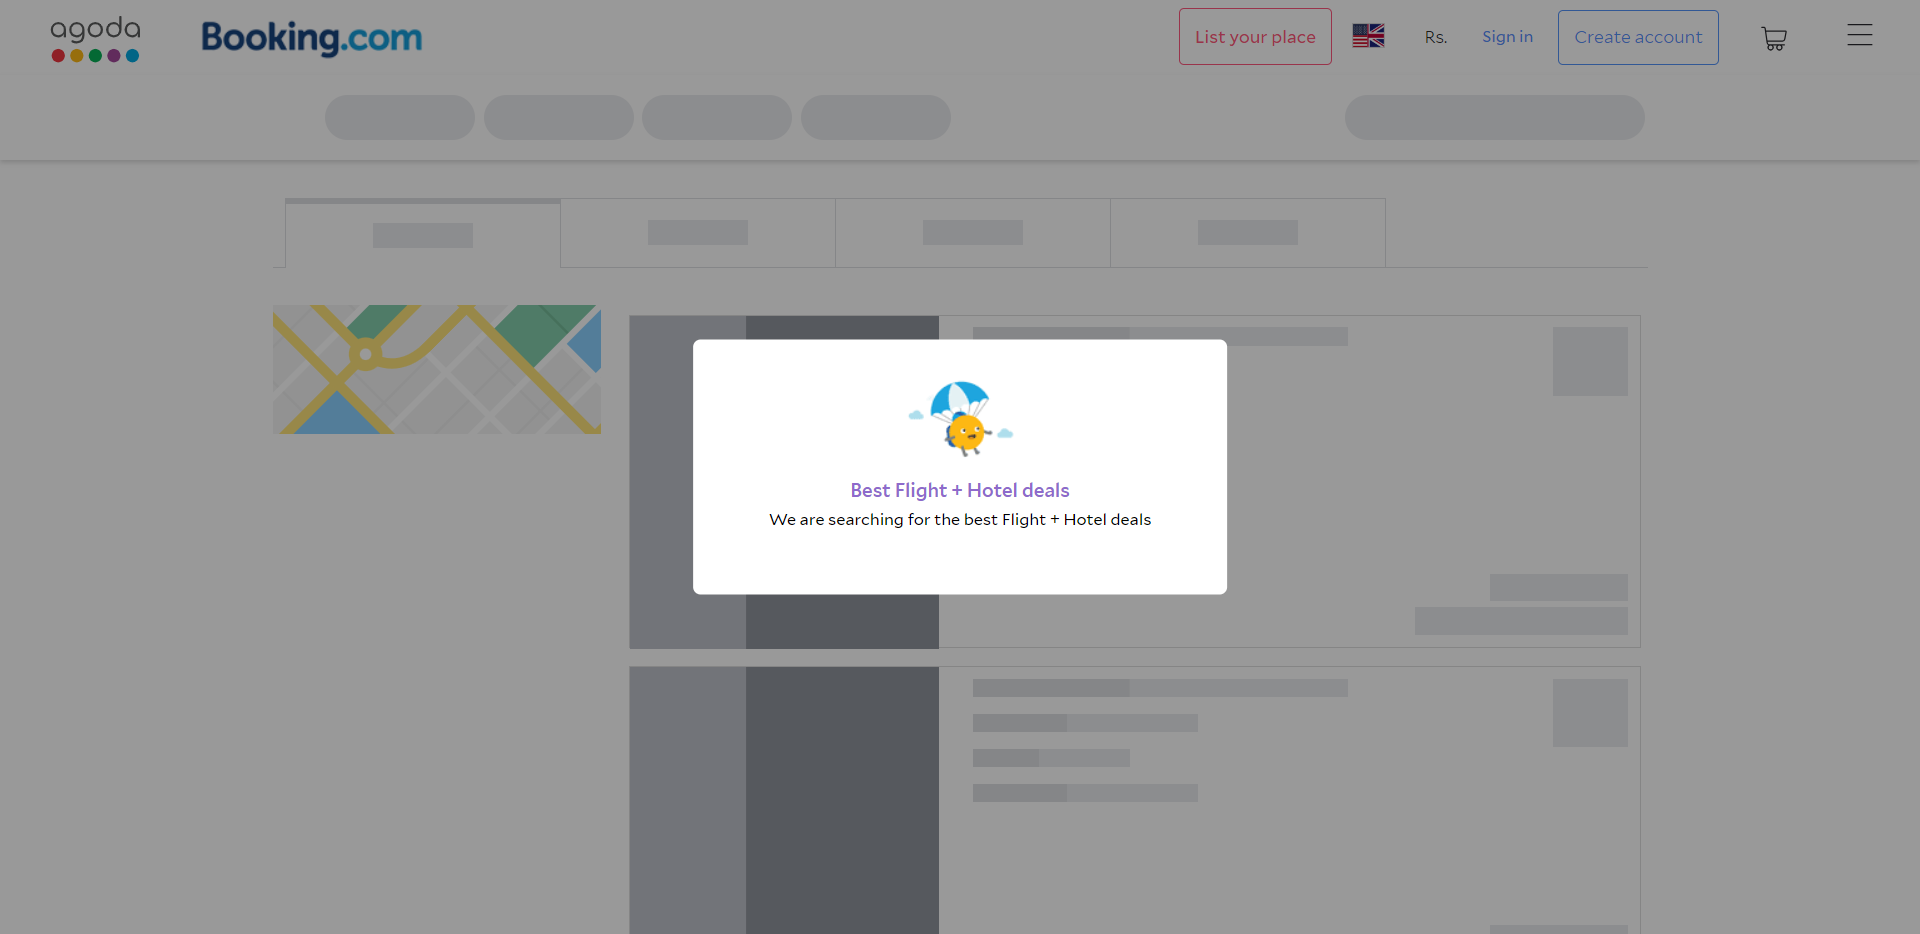 agoda
Booking.com
List your place
Rs.
Sign in
Create account
Best Flight + Hotel deals
We are searching for the best Flight + Hotel deals